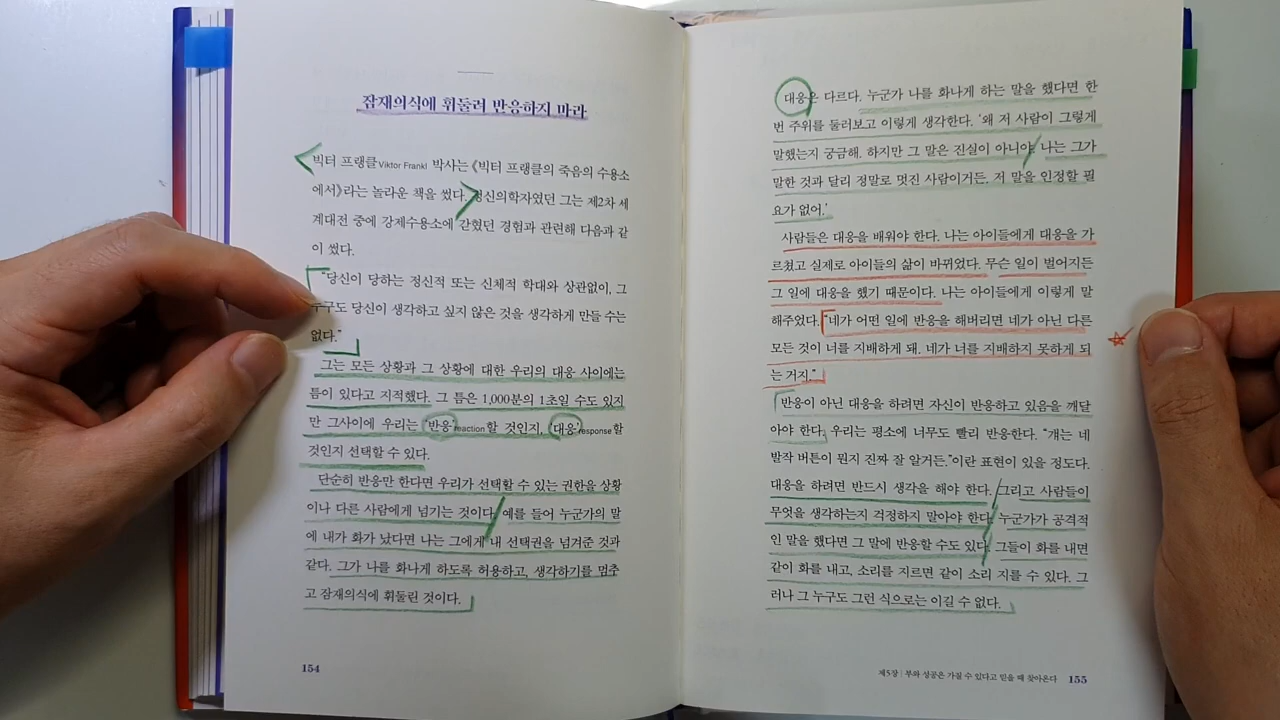 잠재의식에 휘둘려 반응하지 마라
빅터 프랭클Viktor Frankl 박사는 《빅터 프랭클의 죽음의 수용소
에서》라는 놀라운 책을 썼다. 정신의학자였던 그는 제2차 세
계대전 중에 강제수용소에 갇혔던 경험과 관련해 다음과 같
이 썼다.
“당신이 당하는 정신적 또는 신체적 학대와 상관없이, 그
누구도 당신이 생각하고 싶지 않은 것을 생각하게 만들 수는
없다.”
그는 모든 상황과 그 상황에 대한 우리의 대응 사이에는
틈이 있다고 지적했다. 그 틈은 1,000분의 1초일 수도 있지
만 그사이에 우리는 ‘반응’reaction할 것인지, ‘대응’response할
것인지 선택할 수 있다.
단순히 반응만 한다면 우리가 선택할 수 있는 권한을 상황
이나 다른 사람에게 넘기는 것이다. 예를 들어 누군가의 말
에 내가 화가 났다면 나는 그에게 내 선택권을 넘겨준 것과
같다. 그가 나를 화나게 하도록 허용하고, 생각하기를 멈추
고 잠재의식에 휘둘린 것이다.
154
대응은 다르다. 누군가 나를 화나게 하는 말을 했다면 한
번 주위를 둘러보고 이렇게 생각한다. ‘왜 저 사람이 그렇게
말했는지 궁금해. 하지만 그 말은 진실이 아니야. 나는 그가
말한 것과 달리 정말로 멋진 사람이거든. 저 말을 인정할 필
요가 없어.’
사람들은 대응을 배워야 한다. 나는 아이들에게 대응을 가
르쳤고 실제로 아이들의 삶이 바뀌었다. 무슨 일이 벌어지든
그 일에 대응을 했기 때문이다. 나는 아이들에게 이렇게 말
해주었다. “네가 어떤 일에 반응을 해버리면 네가 아닌 다른
모든 것이 너를 지배하게 돼. 네가 너를 지배하지 못하게 되
는 거지.”
반응이 아닌 대응을 하려면 자신이 반응하고 있음을 깨달
아야 한다. 우리는 평소에 너무도 빨리 반응한다. “걔는 네
발작 버튼이 뭔지 진짜 잘 알거든.”이란 표현이 있을 정도다.
대응을 하려면 반드시 생각을 해야 한다. 그리고 사람들이
무엇을 생각하는지 걱정하지 말아야 한다. 누군가가 공격적
인 말을 했다면 그 말에 반응할 수도 있다. 그들이 화를 내면
같이 화를 내고, 소리를 지르면 같이 소리 지를 수 있다. 그
러나 그 누구도 그런 식으로는 이길 수 없다.
제5장 | 부와 성공은 가질 수 있다고 믿을 때 찾아온다 155